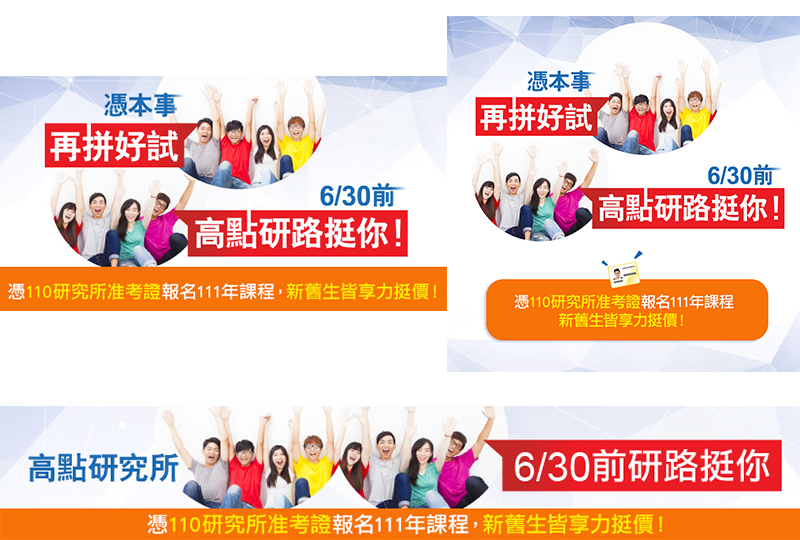 憑本事
再拼好試
6/30前
高點研路挺你！
憑110研究所准考證報名111年課程，新舊生皆享力挺價！
憑本事
再拼好試
6/30前
高點研路挺你！
憑110研究所准考證報名111年課程
新舊生皆享力挺價！
高點研究所
6/30前研路挺你
憑110研究所准考證報名111年課程，新舊生皆享力挺價！